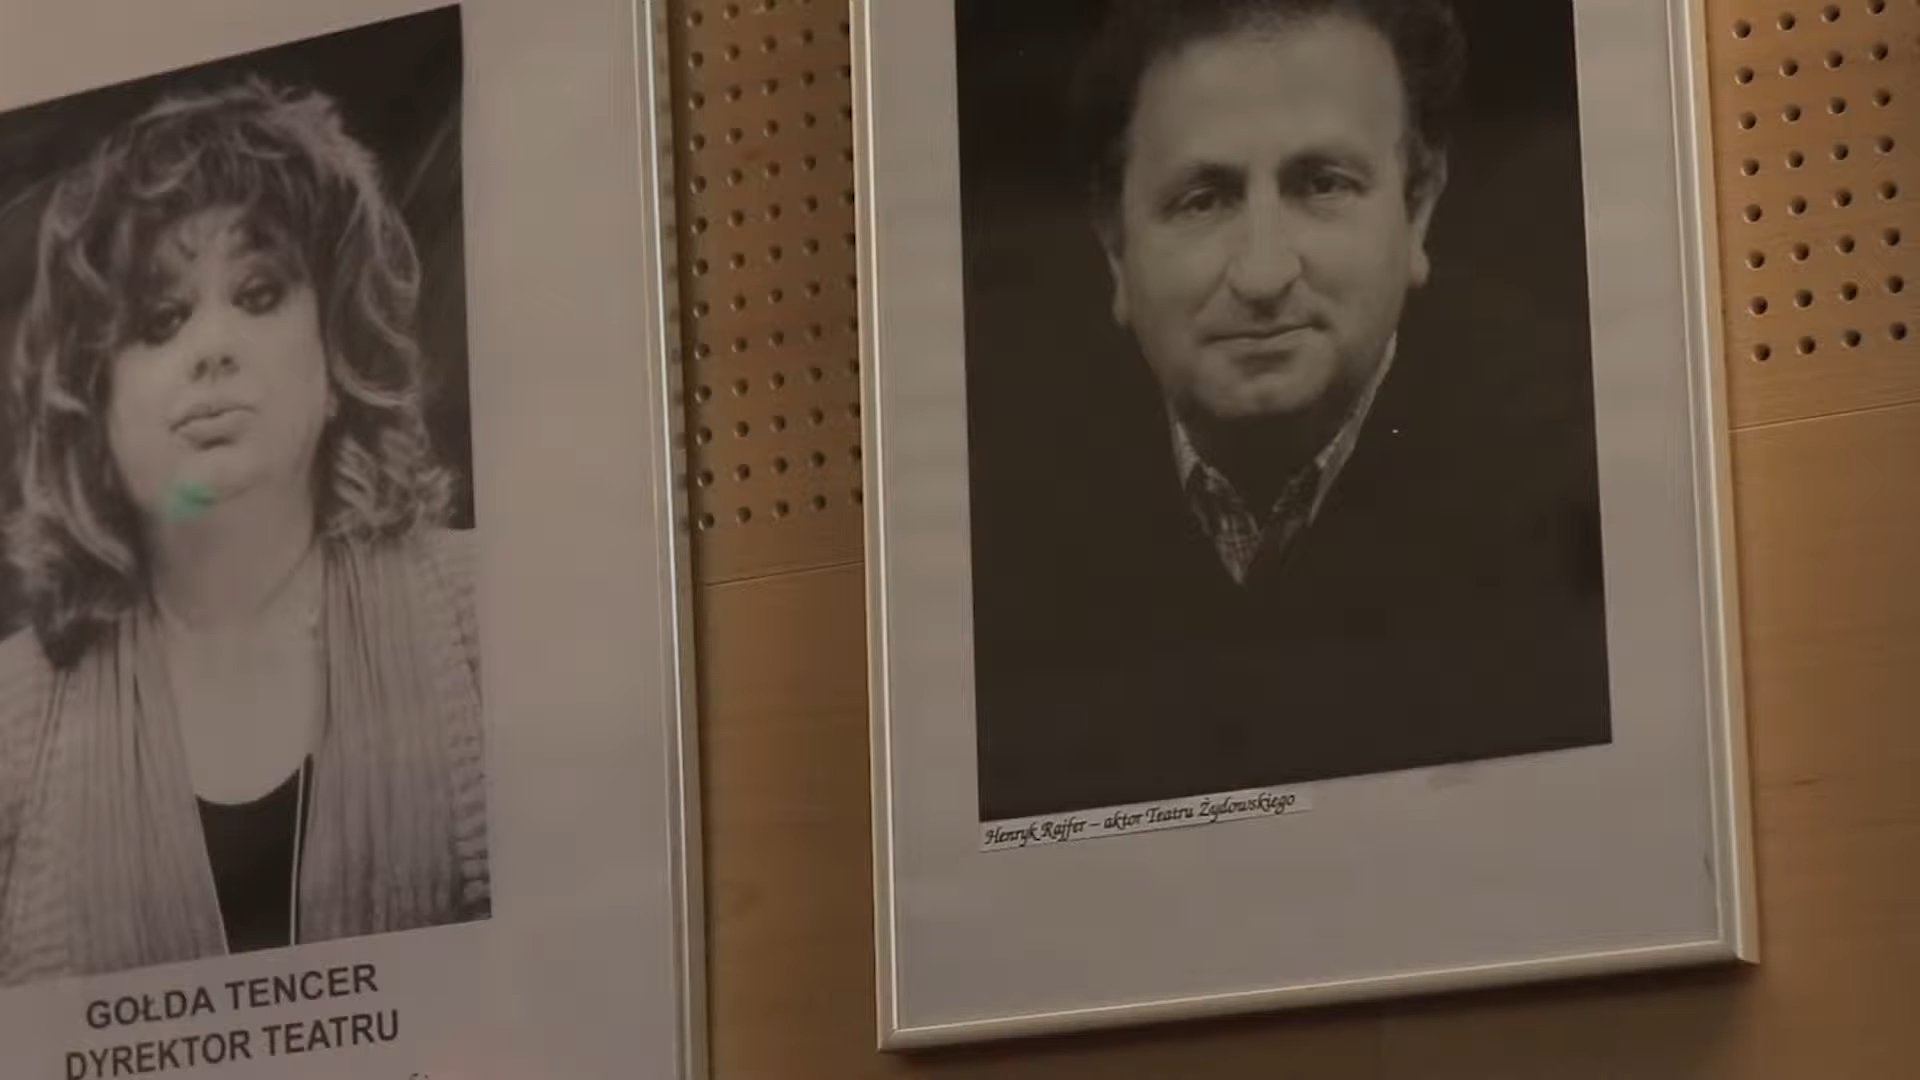 GOŁDA TENCER
DYREKTOR TEATRU
Henryk Rajfer – aktor Teatru Żydowskiego